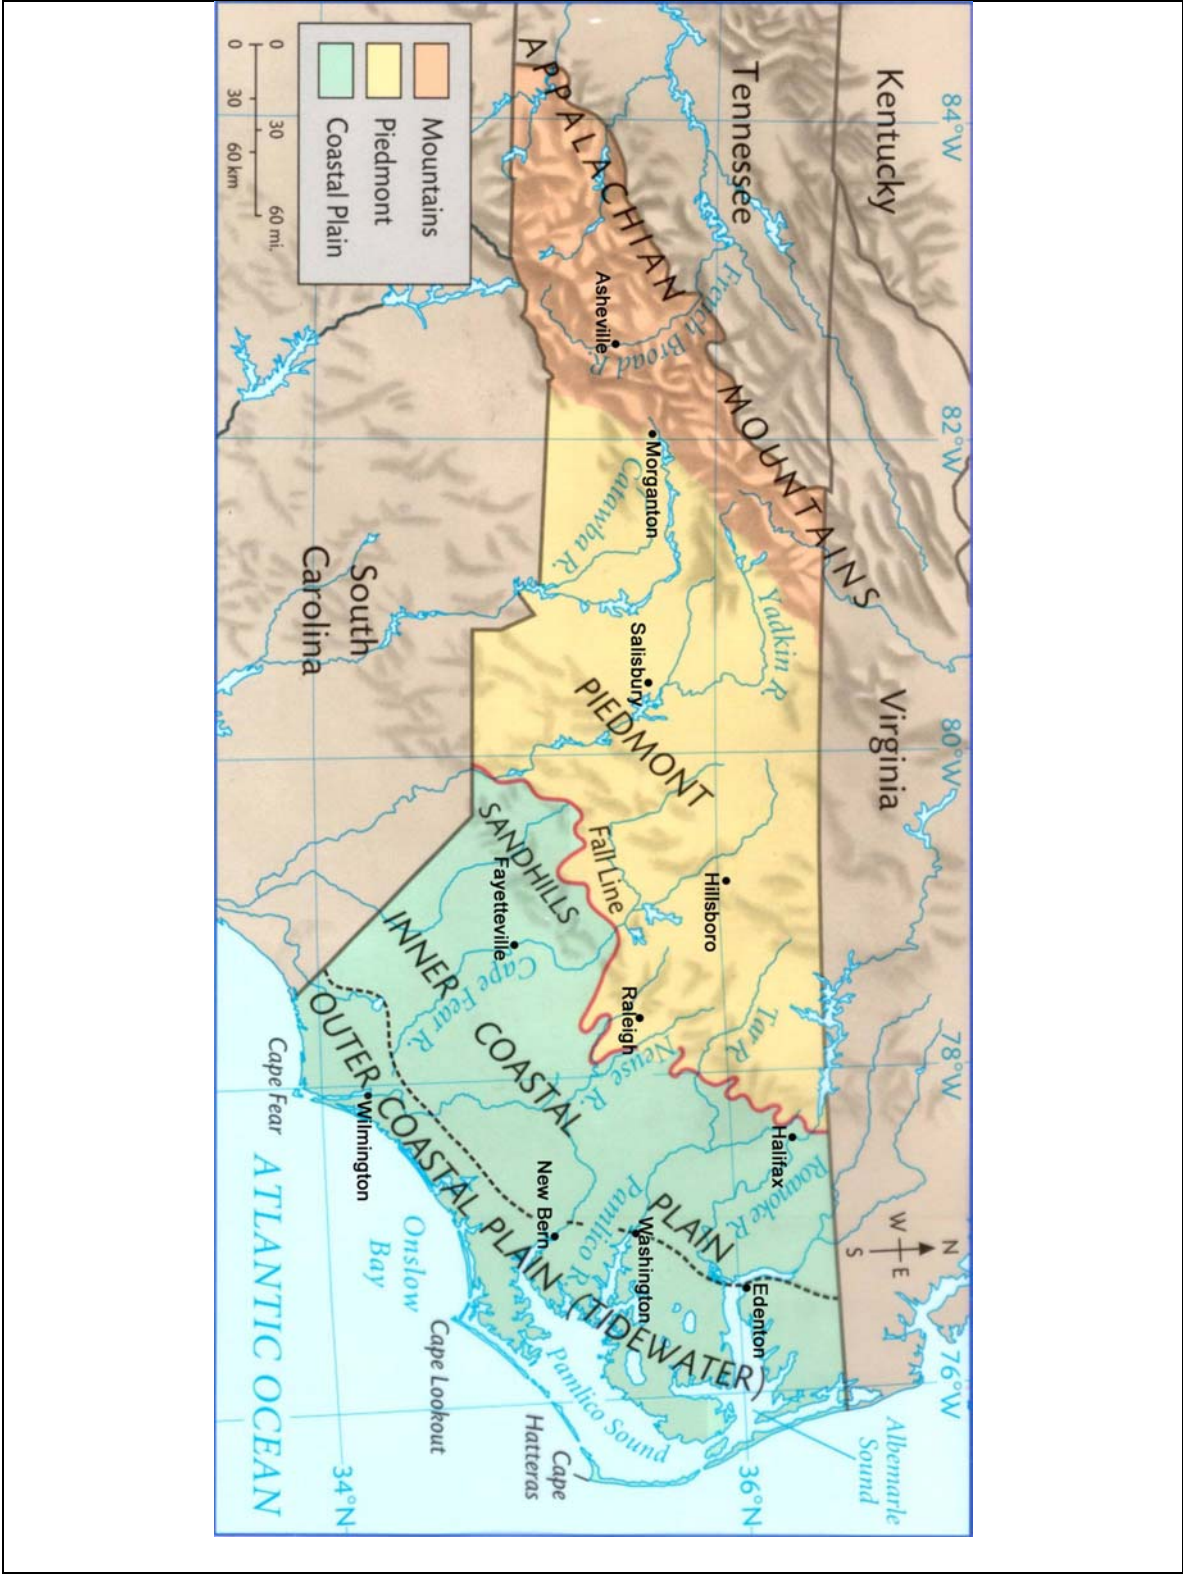 84°W
82°W
80°W
78°W
76°W
Kentucky
Virginia
Tennessee
APPALACHIAN MOUNTAINS
French Broad R.
Asheville
Morganton
Catawba R.
Yadkin R.
Salisbury
PIEDMONT
Hillsboro
Fall Line
Raleigh
Tar R.
Neuse R.
Halifax
Roanoke R.
N
W
E
S
SANDHILLS
Fayetteville
Cape Fear R.
INNER COASTAL PLAIN
Pamlico R.
Washington
New Bern
Edenton
OUTER COASTAL PLAIN (TIDEWATER)
Wilmington
South
Carolina
Albemarle
Sound
Pamlico Sound
Cape
Hatteras
Cape Lookout
Onslow
Bay
Cape Fear
ATLANTIC OCEAN
36°N
34°N
Mountains
Piedmont
Coastal Plain
0 30 60 mi.
0 30 60 km